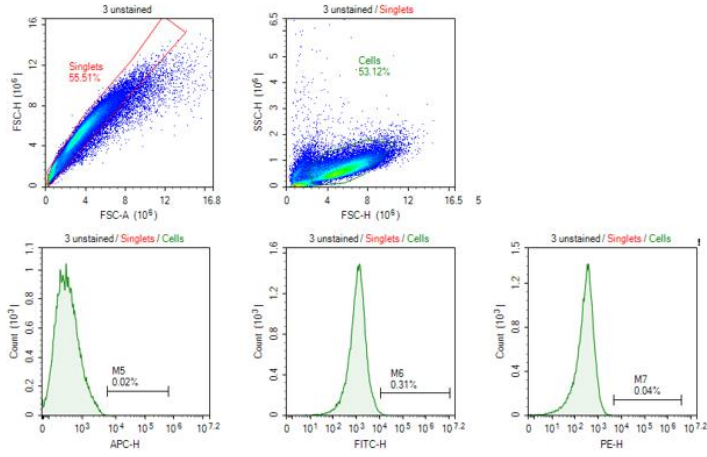 3 unstained
Singlets
55.51%
FSC-H (10⁶)
16.
12
8
4
0
0 4 8 12 16.8
FSC-A (10⁶)
3 unstained / Singlets
Cells
53.12%
SSC-H (10⁶)
6
5
4
3
2
1
0
0 4 8 12 16.5
FSC-H (10⁶)
5
3 unstained / Singlets / Cells
M5
0.02%
Count (10³)
1.1
1
0.8
0.6
0.4
0.2
0
0 10³ 10⁴ 10⁵ 10⁶ 10⁷·²
APC-H
3 unstained / Singlets / Cells
M6
0.31%
Count (10³)
1.6
1.2
0.8
0.4
0
0 10¹ 10² 10³ 10⁴ 10⁵ 10⁶ 10⁷·²
FITC-H
3 unstained / Singlets / Cells
M7
0.04%
Count (10³)
1.5
1.2
0.9
0.6
0.3
0
0 10¹ 10² 10³ 10⁴ 10⁵ 10⁶ 10⁷·²
PE-H